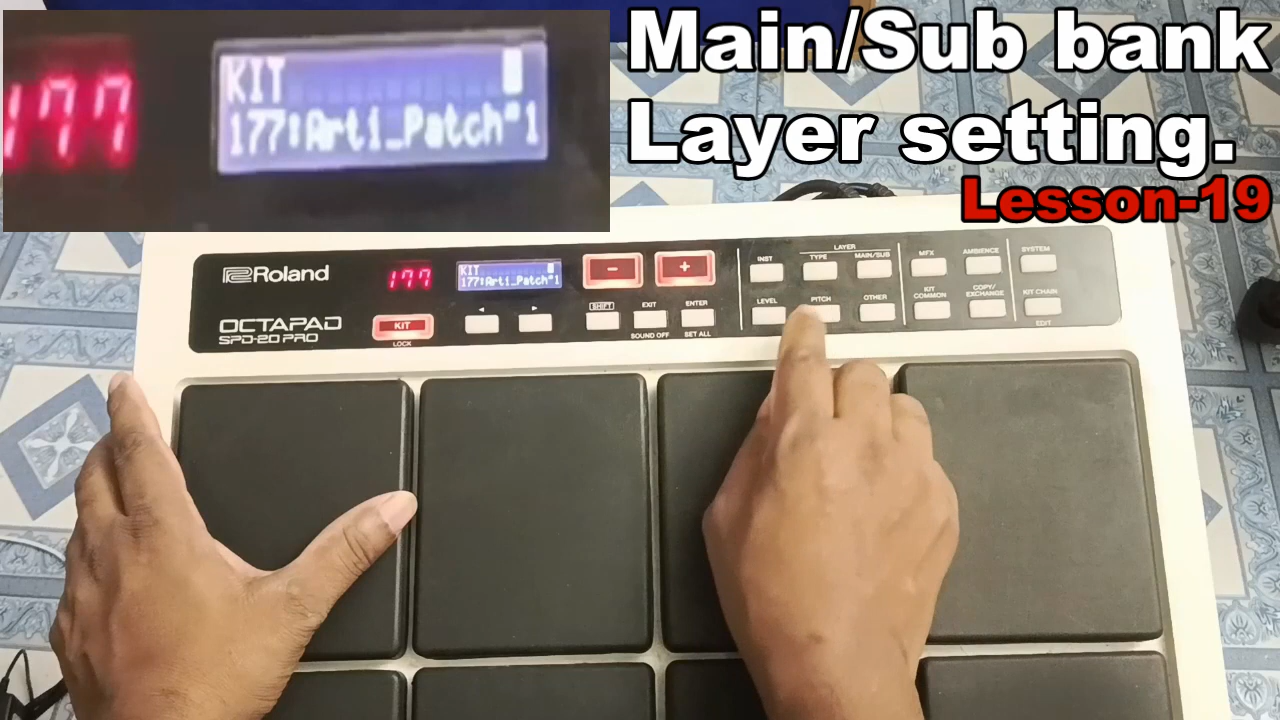 177
KIT
177:Arti_Patch"1
Main/Sub bank
Layer setting.
Lesson-19
Roland
OCTAPAD
SPD-20 PRO
177
KIT
177:Arti_Patch"1
KIT
LOCK
-
+
SHIFT
EXIT
ENTER
SOUND OFF
SET ALL
LAYER
INST
TYPE
MAIN/SUB
MFX
AMBIENCE
SYSTEM
LEVEL
PITCH
OTHER
KIT
COMMON
COPY/
EXCHANGE
KIT CHAIN
EDIT